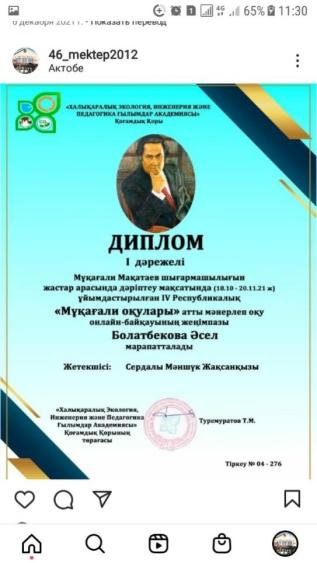 65% 11:30
6 декабря 2021 г. • Показать перевод
46_mektep2012
Актобе
«ХАЛЫҚАРАЛЫҚ ЭКОЛОГИЯ, ИНЖЕНЕРИЯ ЖӘНЕ
ПЕДАГОГИКА ҒЫЛЫМДАР АКАДЕМИЯСЫ»
Қоғамдық Қоры
ДИПЛОМ
І дәрежелі
Мұқағали Мақатаев шығармашылығын
жастар арасында дәріптеу мақсатында (18.10 - 20.11.21 ж)
ұйымдастырылған IV Республикалық
«Мұқағали оқулары» атты мәнерлеп оқу
онлайн-байқауының жеңімпазы
Болатбекова Әсел
марапатталады
Жетекшісі: Сердалы Мәншүк Жақсанқызы
«Халықаралық Экология,
Инженерия және Педагогика
Ғылымдар Академиясы»
Қоғамдық Қорының
төрағасы
Туремуратов Т.М.
Тіркеу № 04 - 276